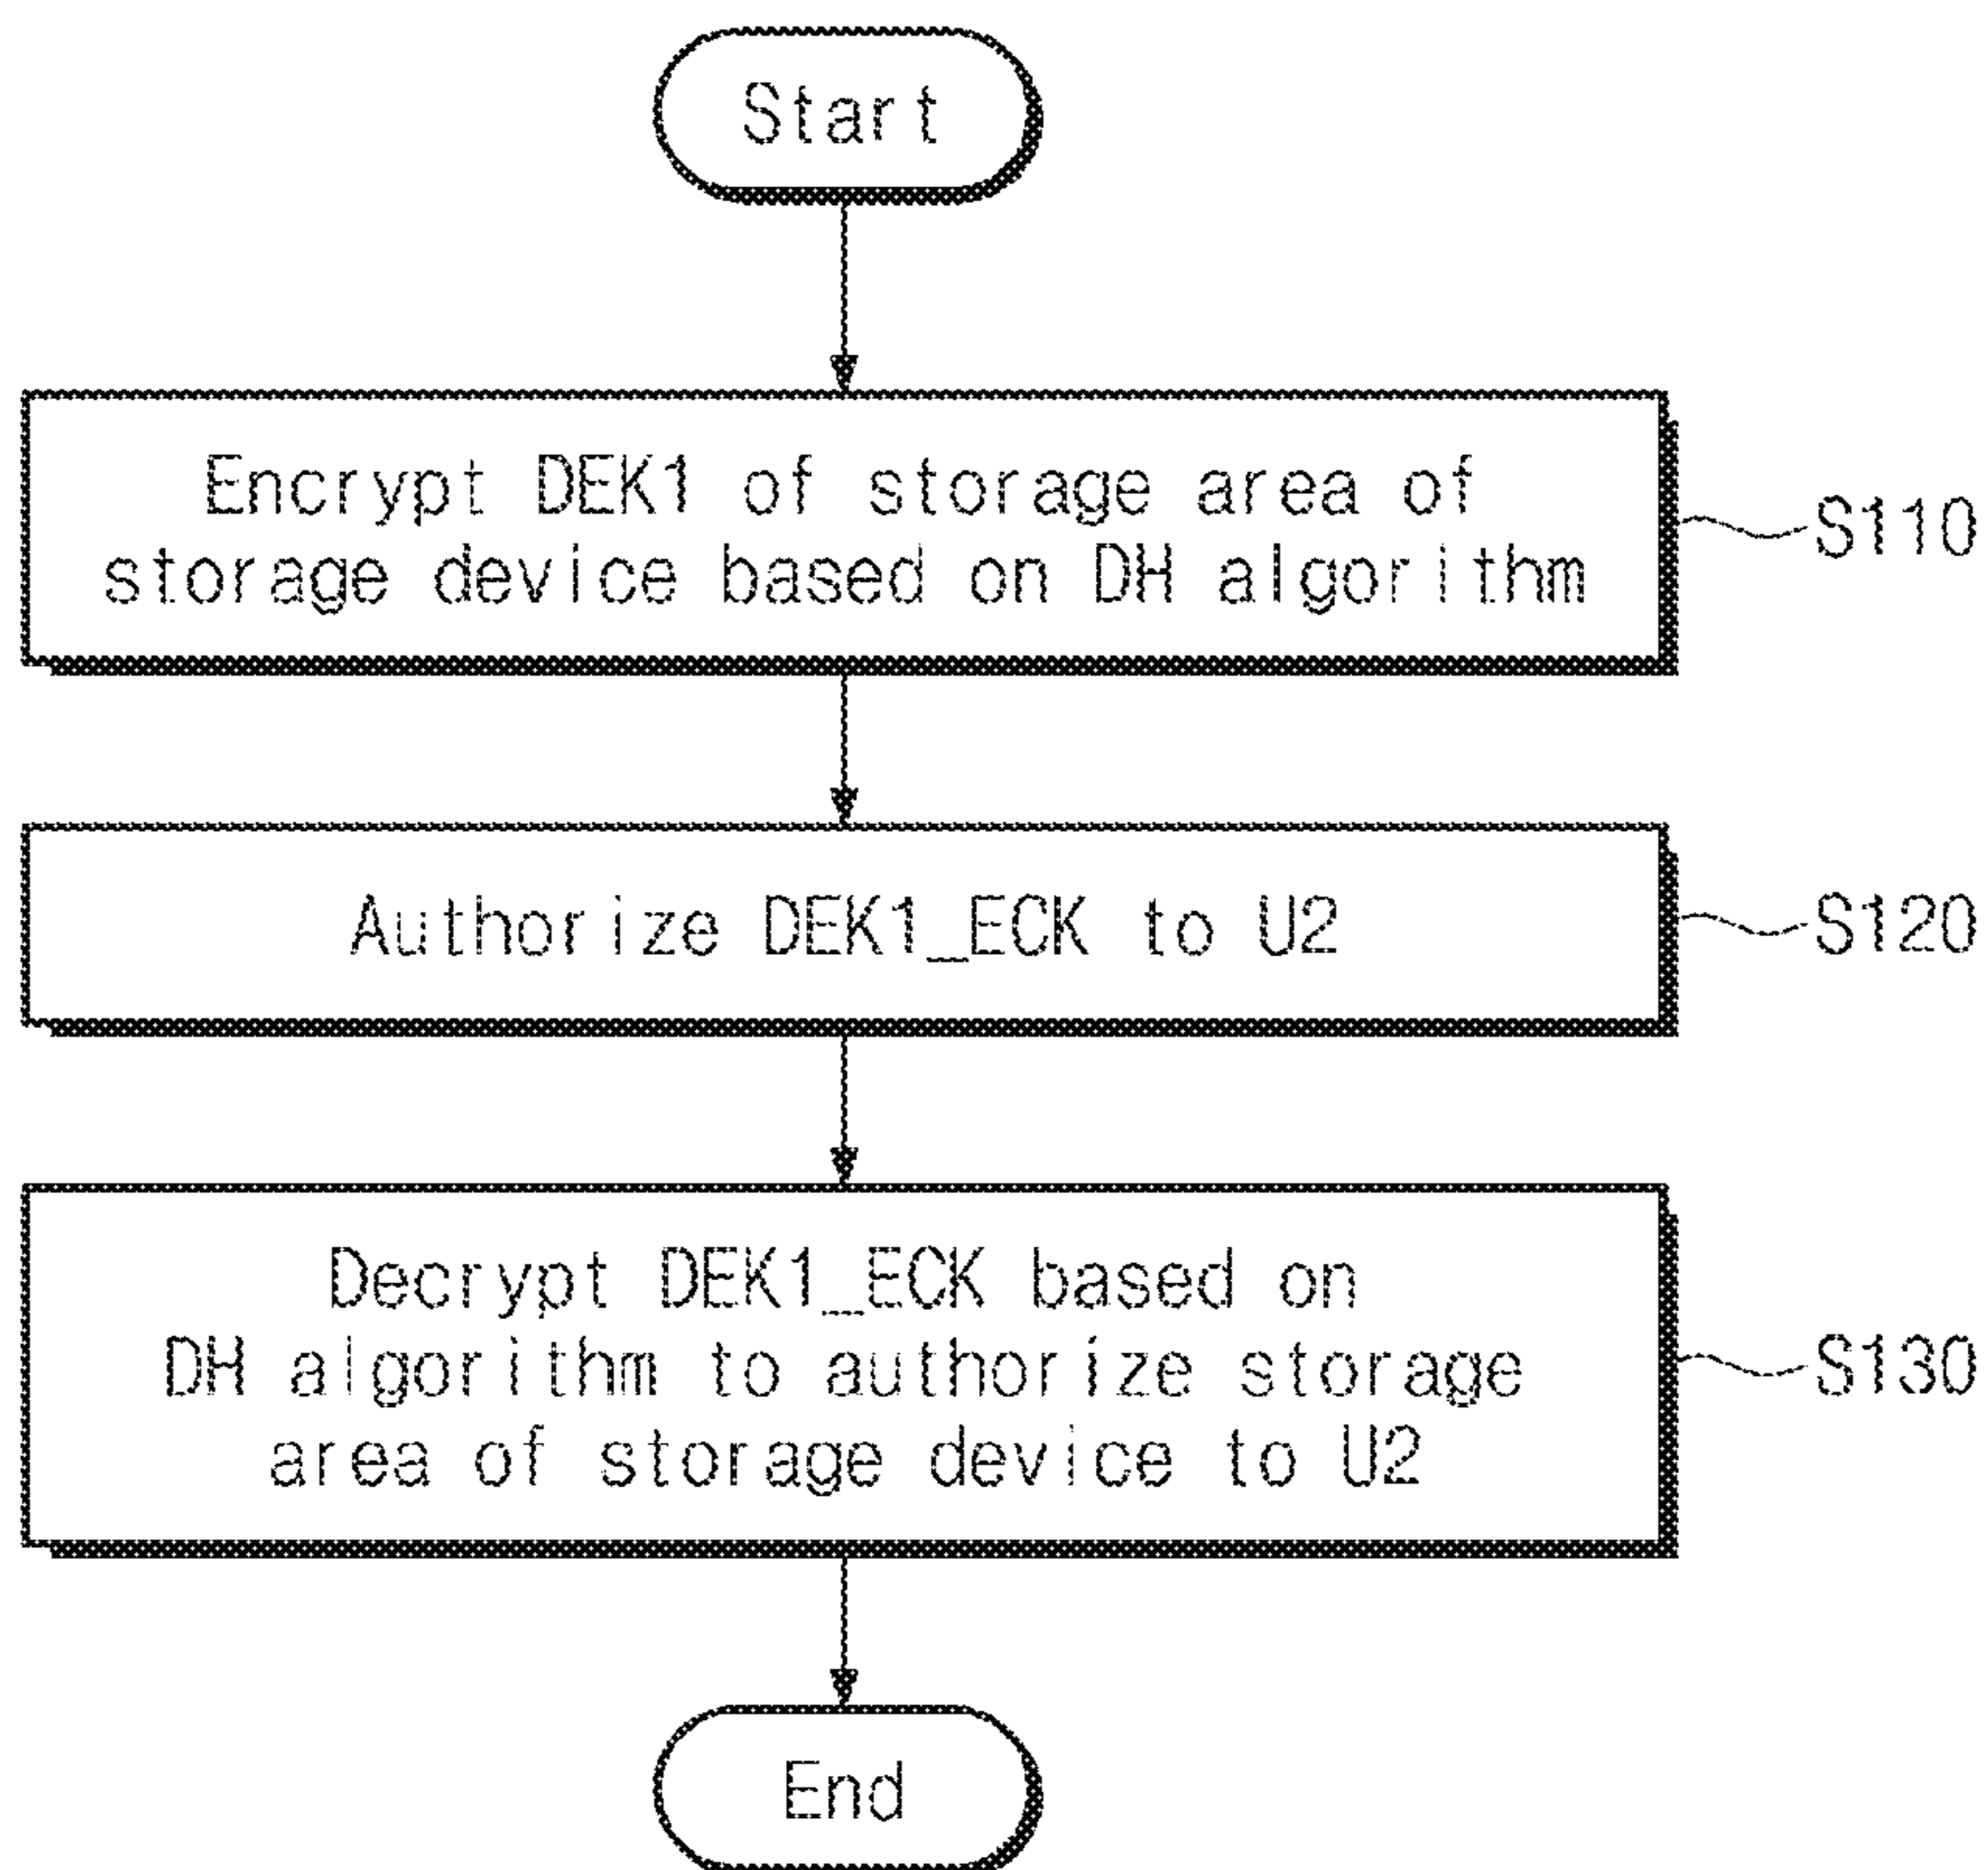 Start
Encrypt DEK1 of storage area of
storage device based on DH algorithm
S110
Authorize DEK1_ECK to U2
S120
Decrypt DEK1_ECK based on
DH algorithm to authorize storage
area of storage device to U2
S130
End